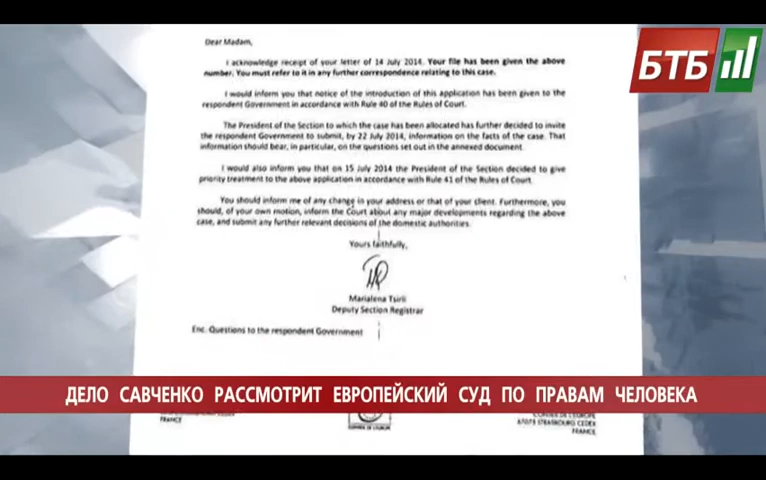 БТБ
Dear Madam,
I acknowledge receipt of your letter of 14 July 2014. Your file has been given the above
number. You must refer to it in any further correspondence relating to this case.
I would inform you that notice of the introduction of this application has been given to the
respondent Government in accordance with Rule 40 of the Rules of Court.
The President of the Section to which the case has been allocated has further decided to invite
the respondent Government to submit, by 22 July 2014, information on the facts of the case. That
information should bear, in particular, on the questions set out in the annexed document.
I would also inform you that on 15 July 2014 the President of the Section decided to give
priority treatment to the above application in accordance with Rule 41 of the Rules of Court.
You should inform me of any change in your address or that of your client. Furthermore, you
should, of your own motion, inform the Court about any major developments regarding the above
case, and submit any further relevant decisions of the domestic authorities.
Yours faithfully,
Marialena Tsirli
Deputy Section Registrar
Enc. Questions to the respondent Government
ДЕЛО САВЧЕНКО РАССМОТРИТ ЕВРОПЕЙСКИЙ СУД ПО ПРАВАМ ЧЕЛОВЕКА
FRANCE
CONSEIL DE L'EUROPE
67075 STRASBOURG CEDEX
FRANCE